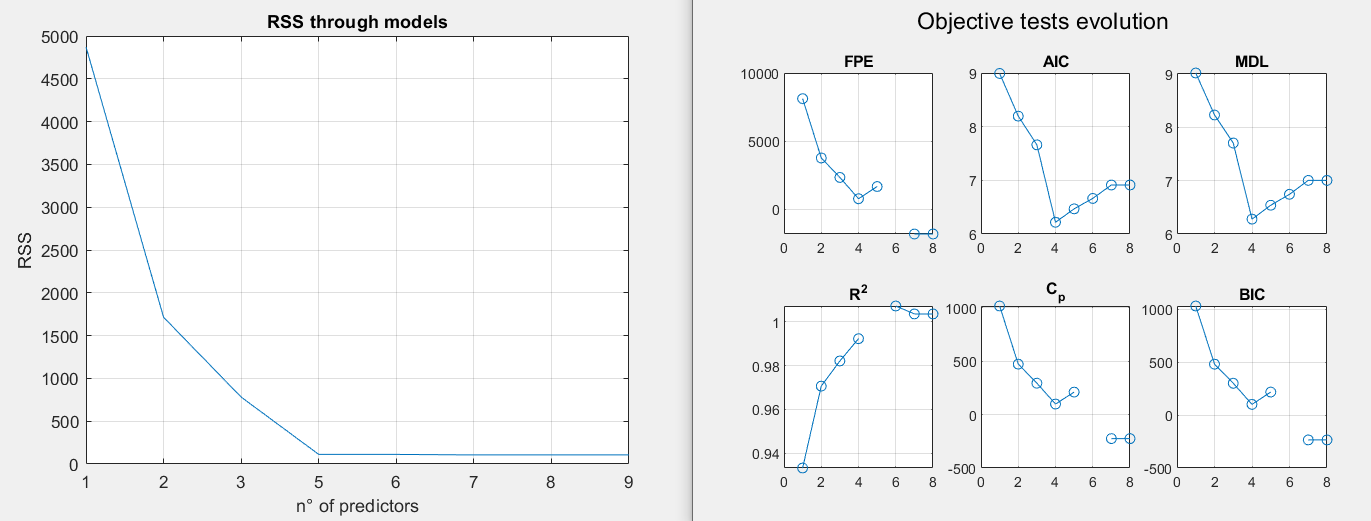 RSS through models
5000
4500
4000
3500
3000
2500
2000
1500
1000
500
0
RSS
1 2 3 5 5 6 7 8 9
n° of predictors
Objective tests evolution
FPE
10000
5000
0
0 2 4 6 8
AIC
9
8
7
6
0 2 4 6 8
MDL
9
8
7
6
0 2 4 6 8
R2
1
0.98
0.96
0.94
0 2 4 6 8
Cp
1000
500
0
-500
0 2 4 6 8
BIC
1000
500
0
-500
0 2 4 6 8